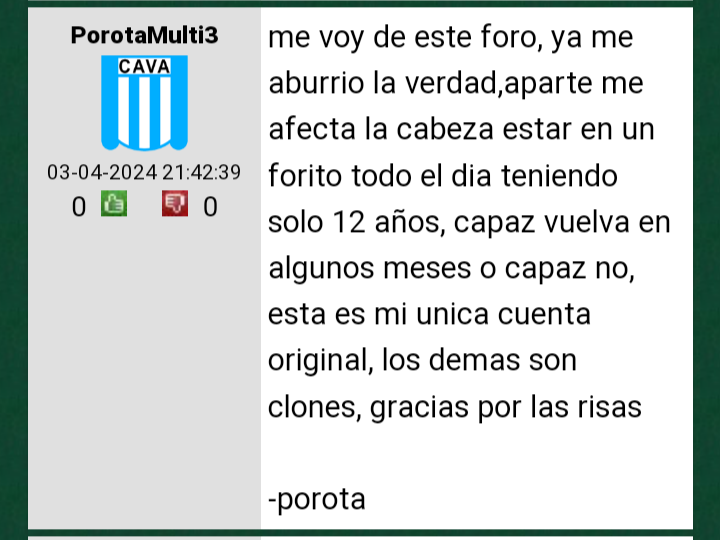 PorotaMulti3
CAVA
03-04-2024 21:42:39
0 0
me voy de este foro, ya me
aburrio la verdad,aparte me
afecta la cabeza estar en un
forito todo el dia teniendo
solo 12 años, capaz vuelva en
algunos meses o capaz no,
esta es mi unica cuenta
original, los demas son
clones, gracias por las risas
-porota